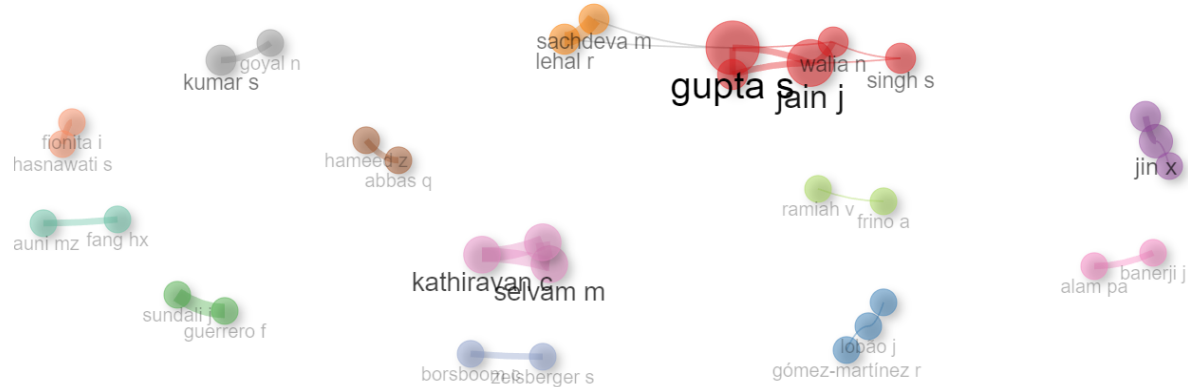 sachdeva m
lehal r
goyal n
kumar s
walia n
singh s
gupta s
jain j
fionita i
hasnawati s
hameed z
abbas q
jin x
ramiah v
frino a
auni mz
fang hx
kathiravan c
selvam m
alam pa
banerji j
sundali j
guerrero f
lobão j
gómez-martínez r
borsboom c
zeisberger s